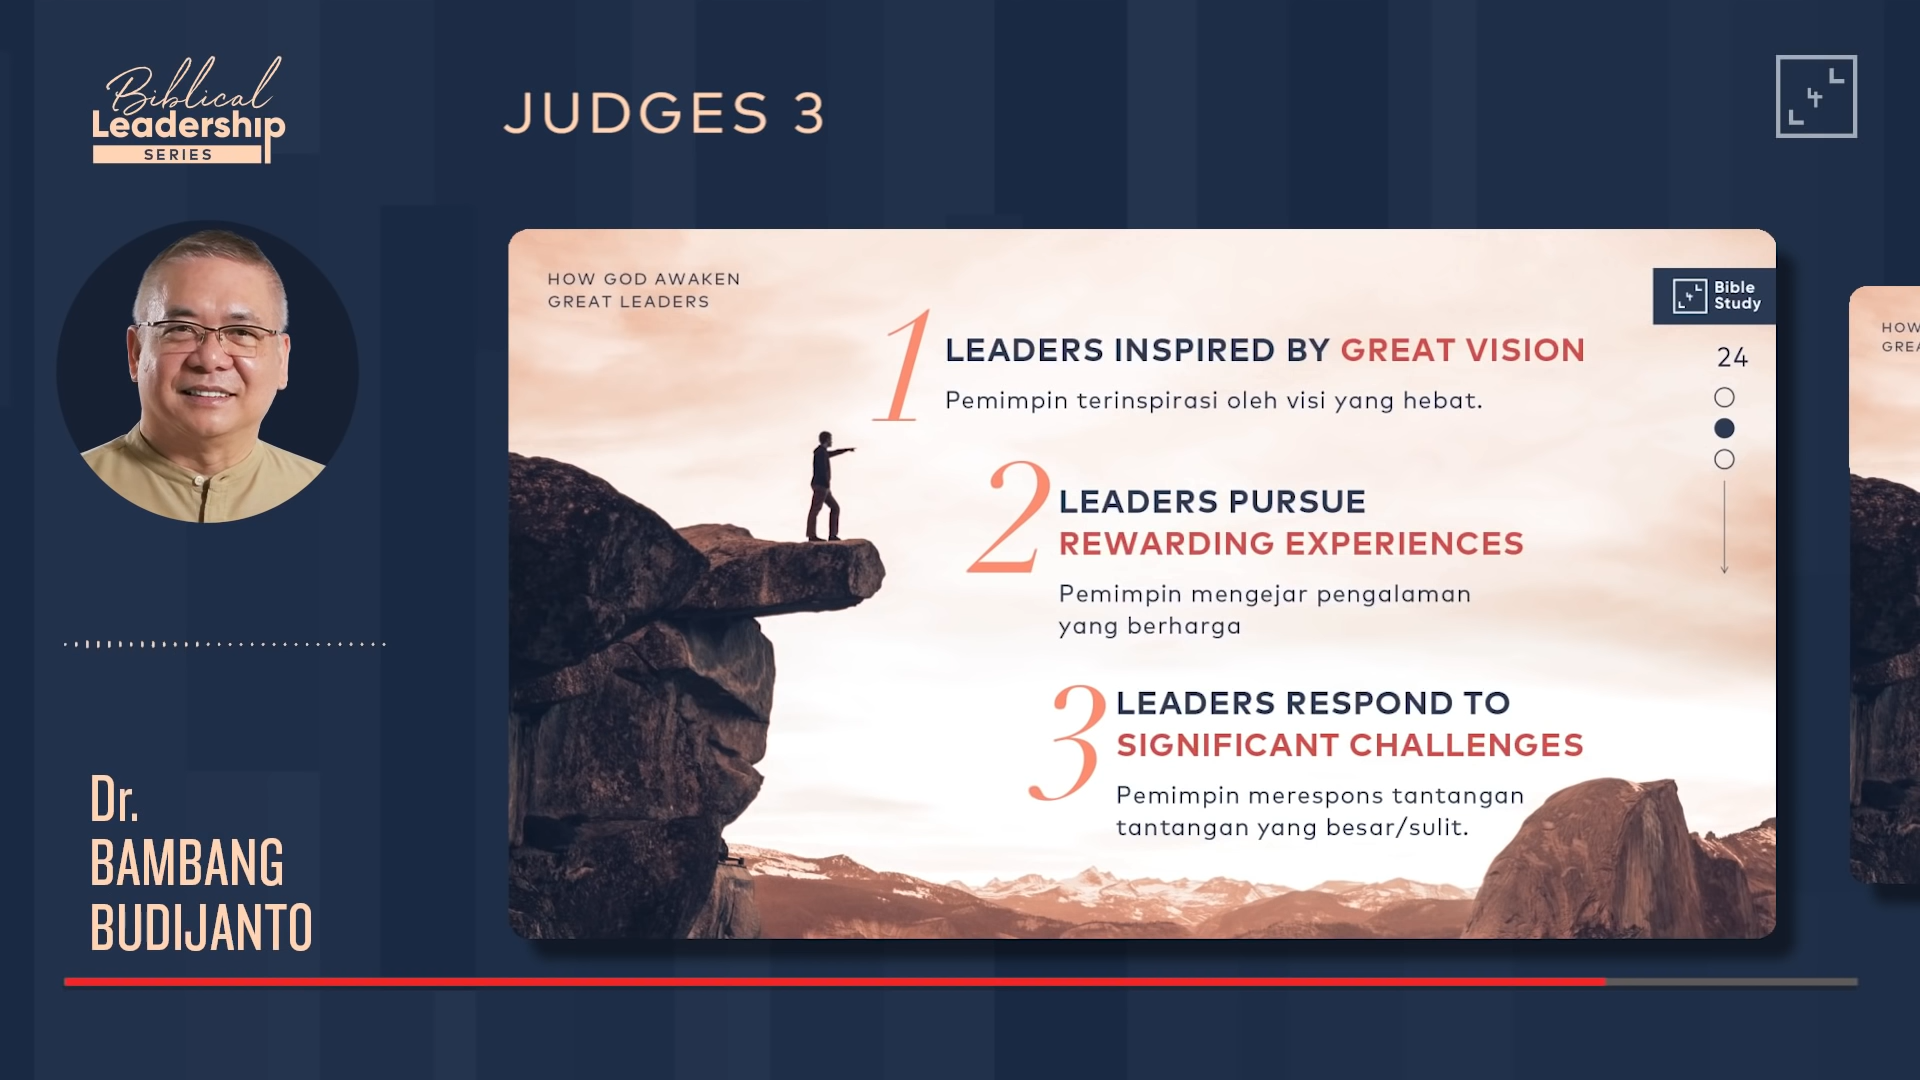 Biblical
Leadership
SERIES
JUDGES 3
HOW GOD AWAKEN
GREAT LEADERS
Bible
Study
24
1
LEADERS INSPIRED BY GREAT VISION
Pemimpin terinspirasi oleh visi yang hebat.
2
LEADERS PURSUE
REWARDING EXPERIENCES
Pemimpin mengejar pengalaman
yang berharga
3
LEADERS RESPOND TO
SIGNIFICANT CHALLENGES
Pemimpin merespons tantangan
tantangan yang besar/sulit.
Dr.
BAMBANG
BUDIJANTO